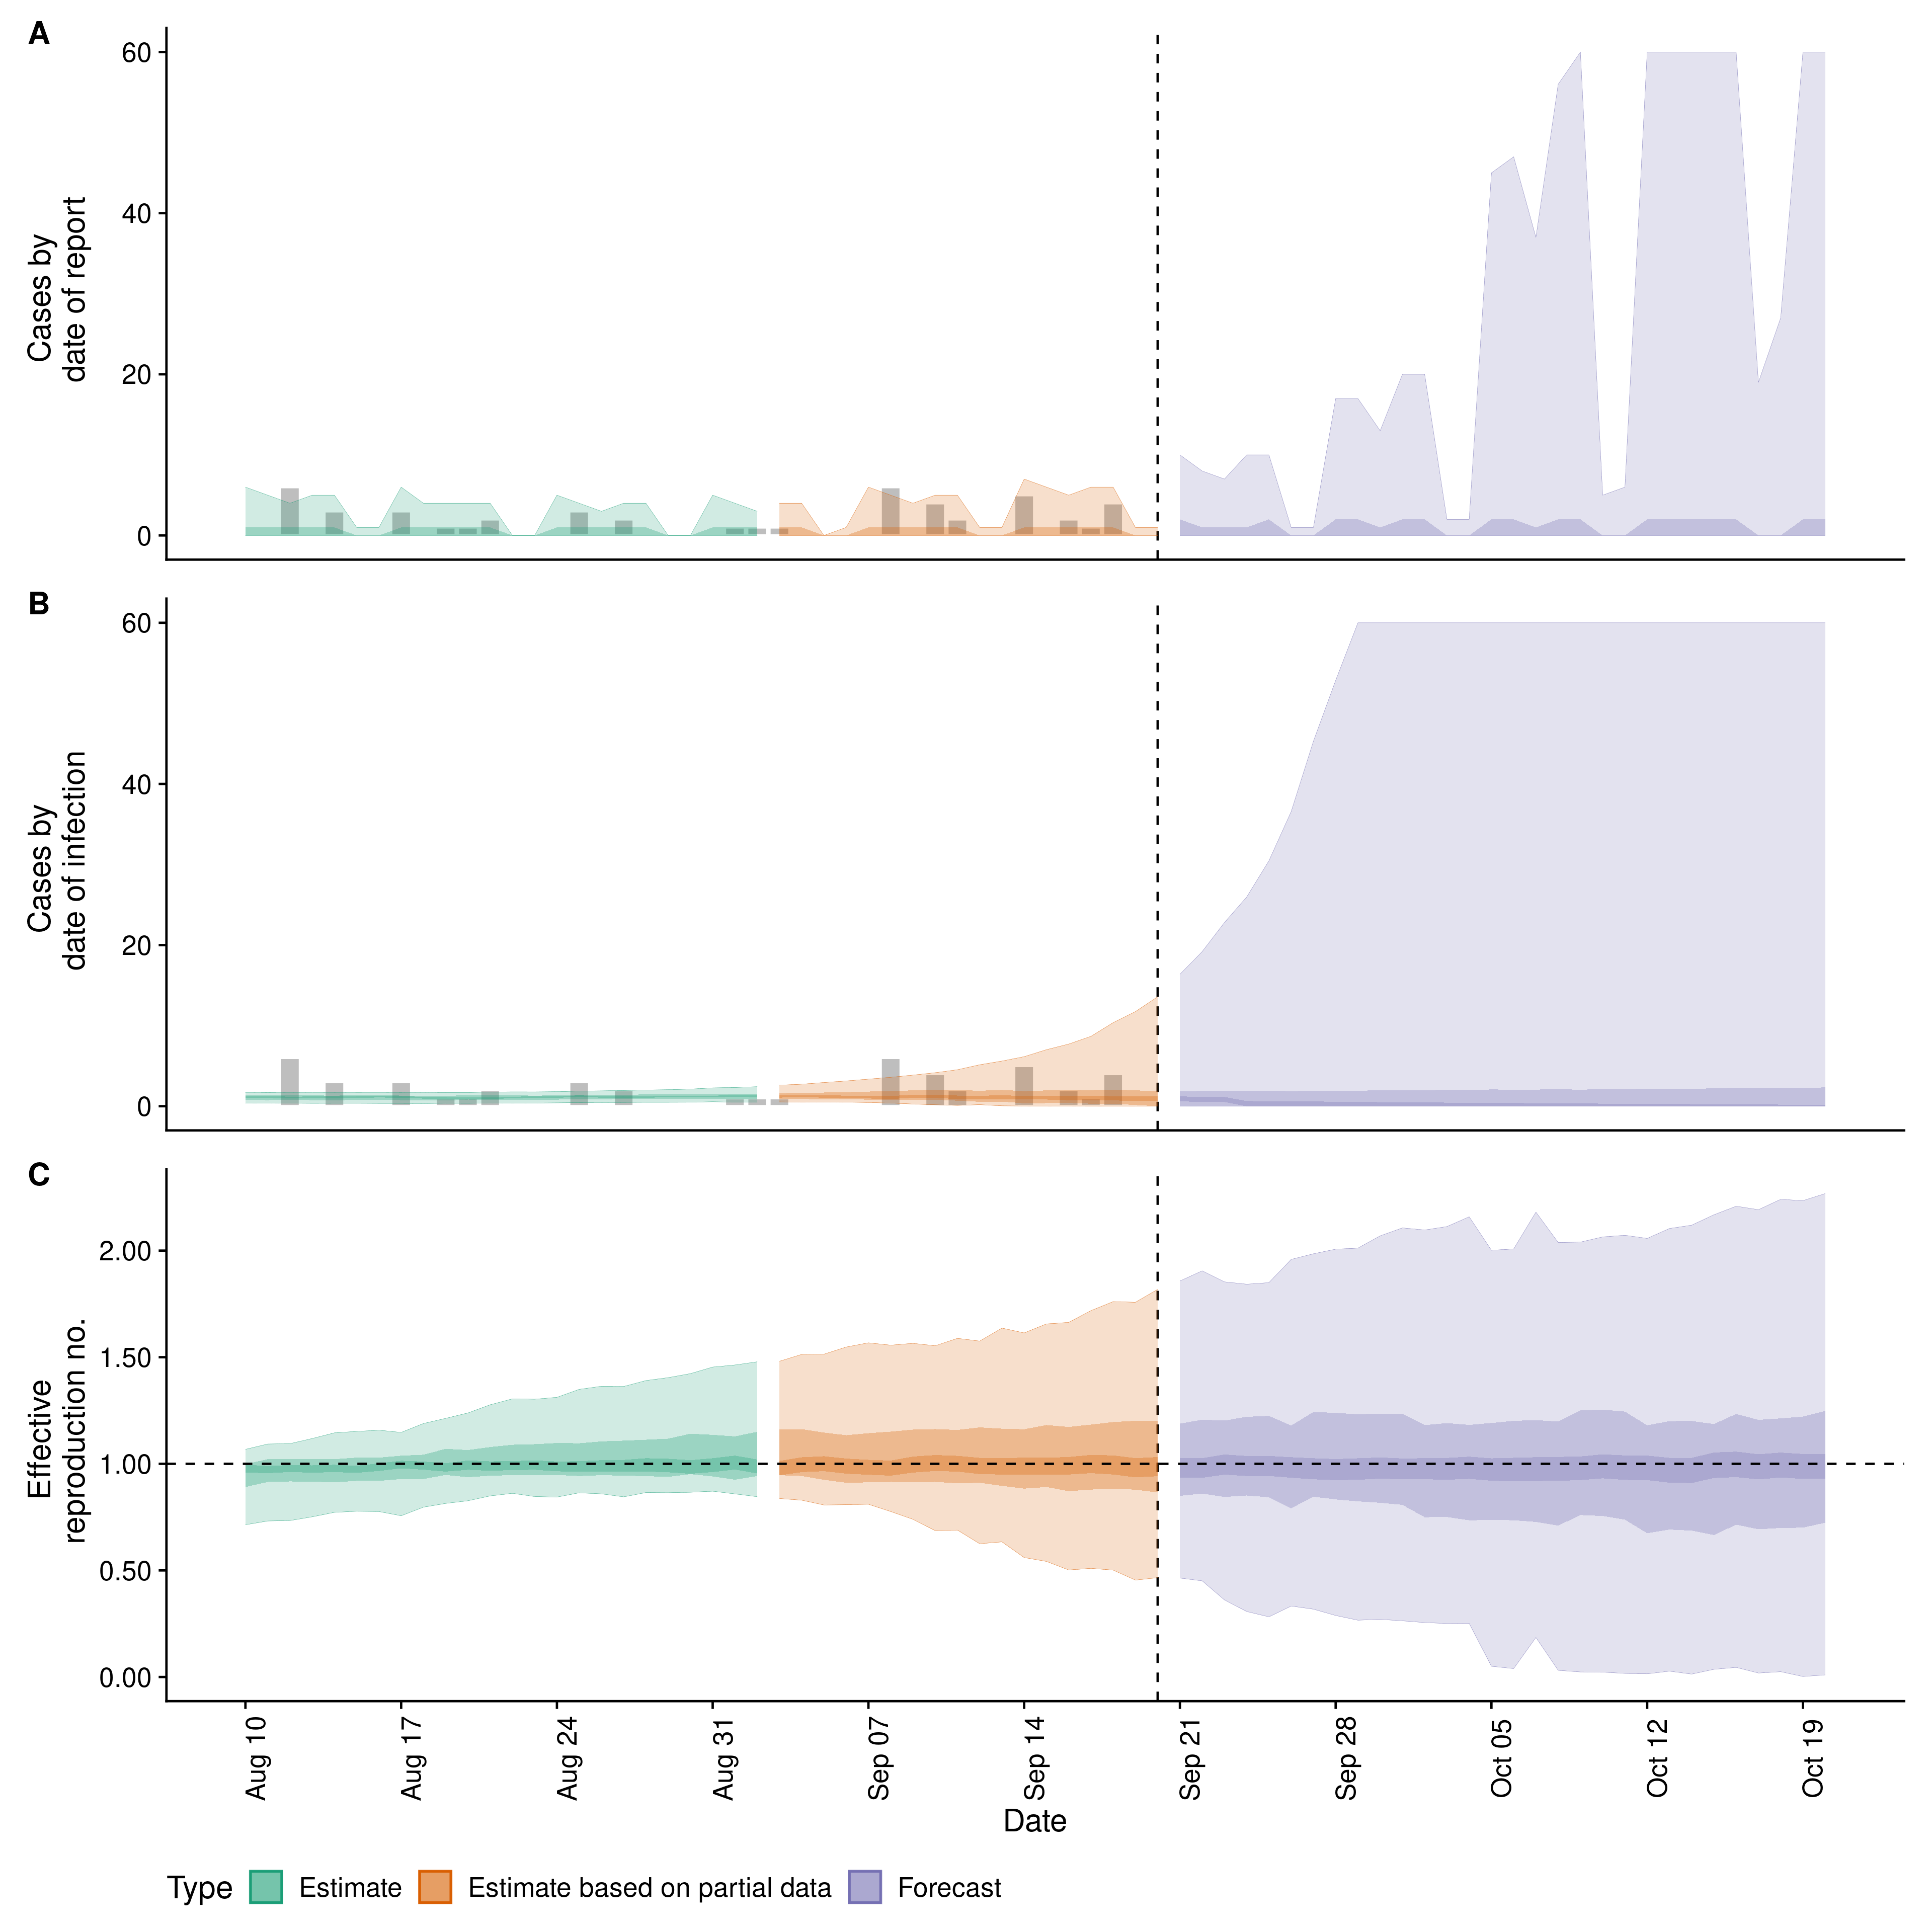 A
60
40
20
0
Cases by
date of report
B
60
40
20
0
Cases by
date of infection
C
2.00
1.50
1.00
0.50
0.00
Effective
reproduction no.
Aug 10
Aug 17
Aug 24
Aug 31
Sep 07
Sep 14
Sep 21
Sep 28
Oct 05
Oct 12
Oct 19
Date
Type Estimate Estimate based on partial data Forecast